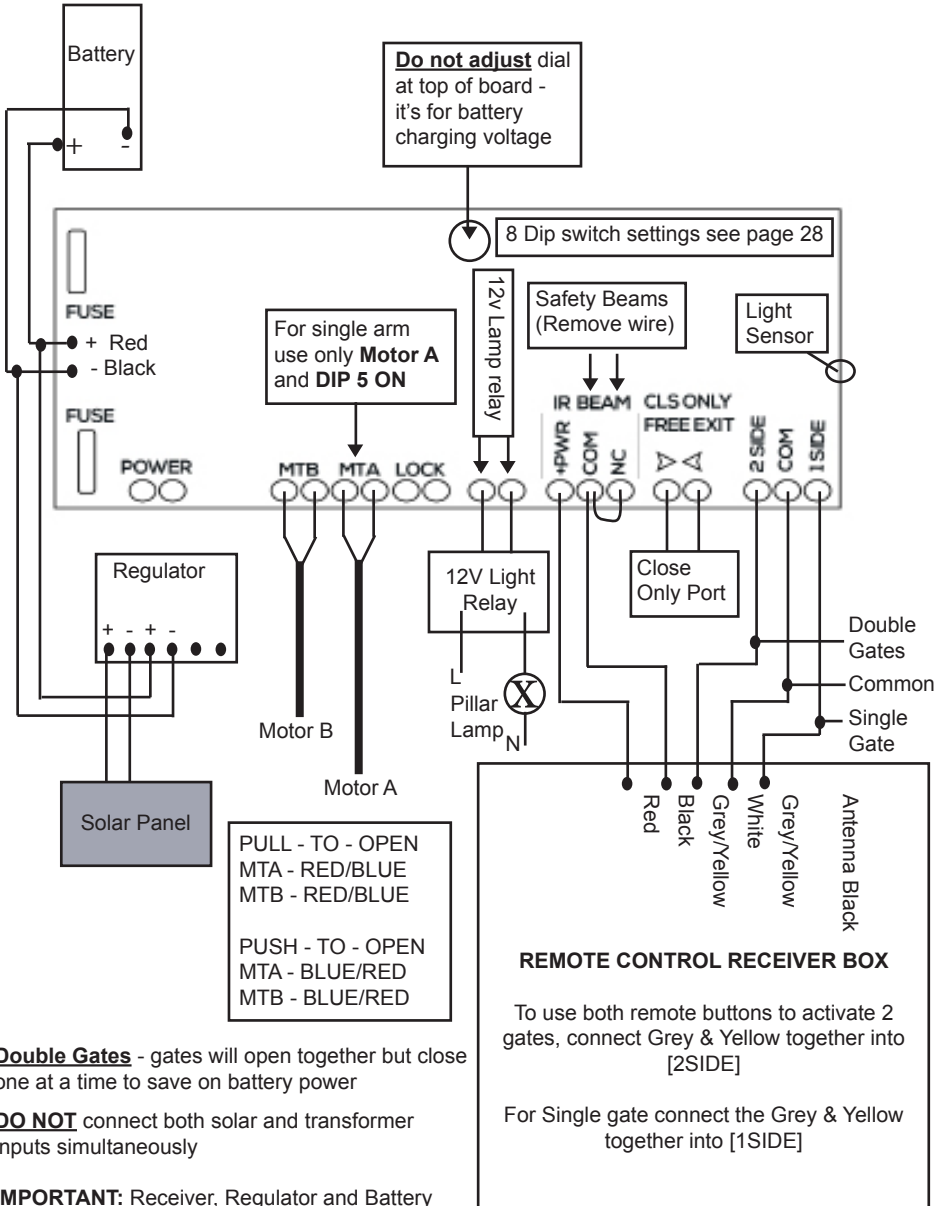 Battery
+ -
Do not adjust dial
at top of board -
it's for battery
charging voltage
8 Dip switch settings see page 28
FUSE
+ Red
- Black
FUSE
POWER
For single arm
use only Motor A
and DIP 5 ON
MTB MTA LOCK
12v Lamp relay
Safety Beams
(Remove wire)
Light
Sensor
IR BEAM
+PWR
COM
NC
CLS ONLY
FREE EXIT
2 SIDE
COM
1 SIDE
Regulator
+ - + -
Solar Panel
Motor B
Motor A
12V Light
Relay
L
Pillar
Lamp
X
N
Close
Only Port
Double
Gates
Common
Single
Gate
PULL - TO - OPEN
MTA - RED/BLUE
MTB - RED/BLUE
PUSH - TO - OPEN
MTA - BLUE/RED
MTB - BLUE/RED
Red
Black
Grey/Yellow
White
Grey/Yellow
Antenna Black
REMOTE CONTROL RECEIVER BOX
To use both remote buttons to activate 2
gates, connect Grey & Yellow together into
[2SIDE]
For Single gate connect the Grey & Yellow
together into [1SIDE]
Double Gates - gates will open together but close
one at a time to save on battery power
DO NOT connect both solar and transformer
inputs simultaneously
IMPORTANT: Receiver, Regulator and Battery